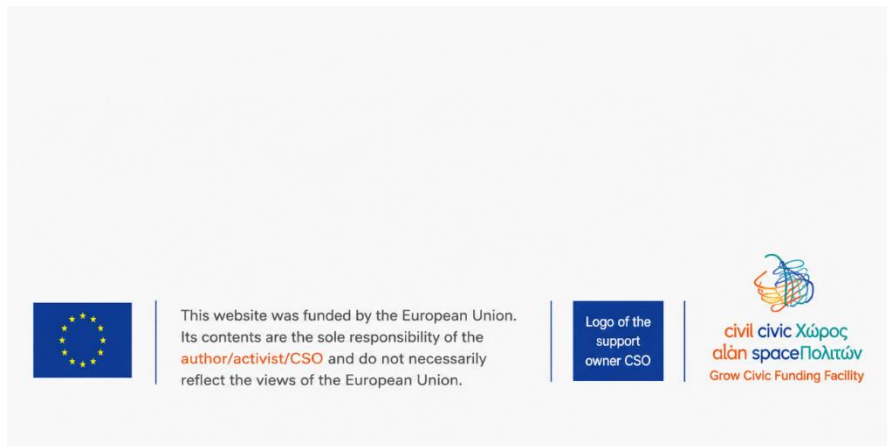 This website was funded by the European Union.
Its contents are the sole responsibility of the
author/activist/CSO and do not necessarily
reflect the views of the European Union.
Logo of the
support
owner CSO
civil civic Χώρος
alàn spaceΠολιτών
Grow Civic Funding Facility